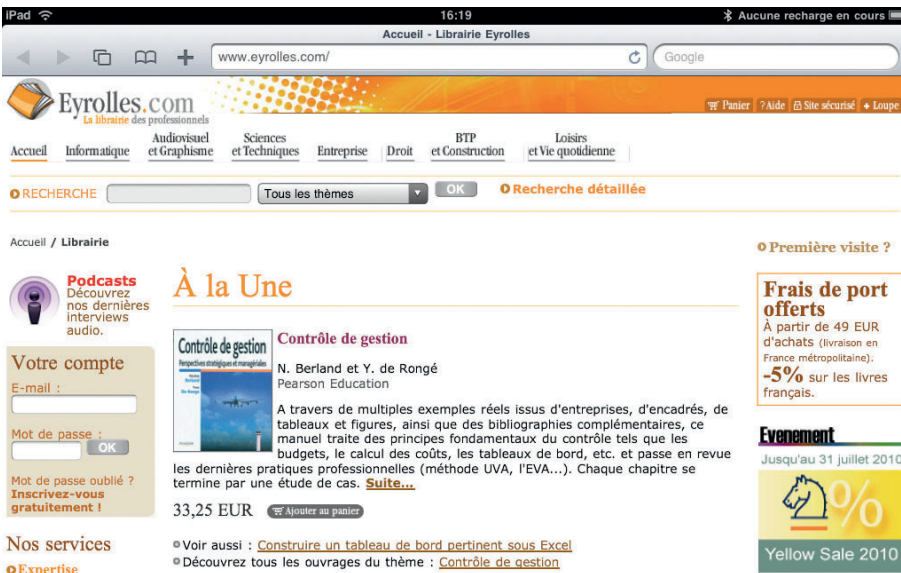 iPad 16:19 Aucune recharge en cours
Accueil - Librairie Eyrolles
www.eyrolles.com/ Google
Eyrolles.com
La librairie des professionnels
Panier ? Aide Site sécurisé + Loupe
Accueil Informatique Audiovisuel et Graphisme Sciences et Techniques Entreprise Droit BTP et Construction Loisirs et Vie quotidienne
RECHERCHE Tous les thèmes OK Recherche détaillée
Accueil / Librairie
Podcasts
Découvrez
nos dernières
interviews
audio.
Votre compte
E-mail :
Mot de passe :
OK
Mot de passe oublié ?
Inscrivez-vous
gratuitement !
Nos services
Expertise
À la Une
Contrôle de gestion
Perspectives stratégiques et managériales
Contrôle de gestion
N. Berland et Y. de Rongé
Pearson Education
A travers de multiples exemples réels issus d'entreprises, d'encadrés, de
tableaux et figures, ainsi que des bibliographies complémentaires, ce
manuel traite des principes fondamentaux du contrôle tels que les
budgets, le calcul des coûts, les tableaux de bord, etc. et passe en revue
les dernières pratiques professionnelles (méthode UVA, l'EVA...). Chaque chapitre se
termine par une étude de cas. Suite...
33,25 EUR Ajouter au panier
Voir aussi : Construire un tableau de bord pertinent sous Excel
Découvrez tous les ouvrages du thème : Contrôle de gestion
Première visite ?
Frais de port
offerts
À partir de 49 EUR
d'achats (livraison en
France métropolitaine).
-5% sur les livres
français.
Evenement
Jusqu'au 31 juillet 2010
%
Yellow Sale 2010